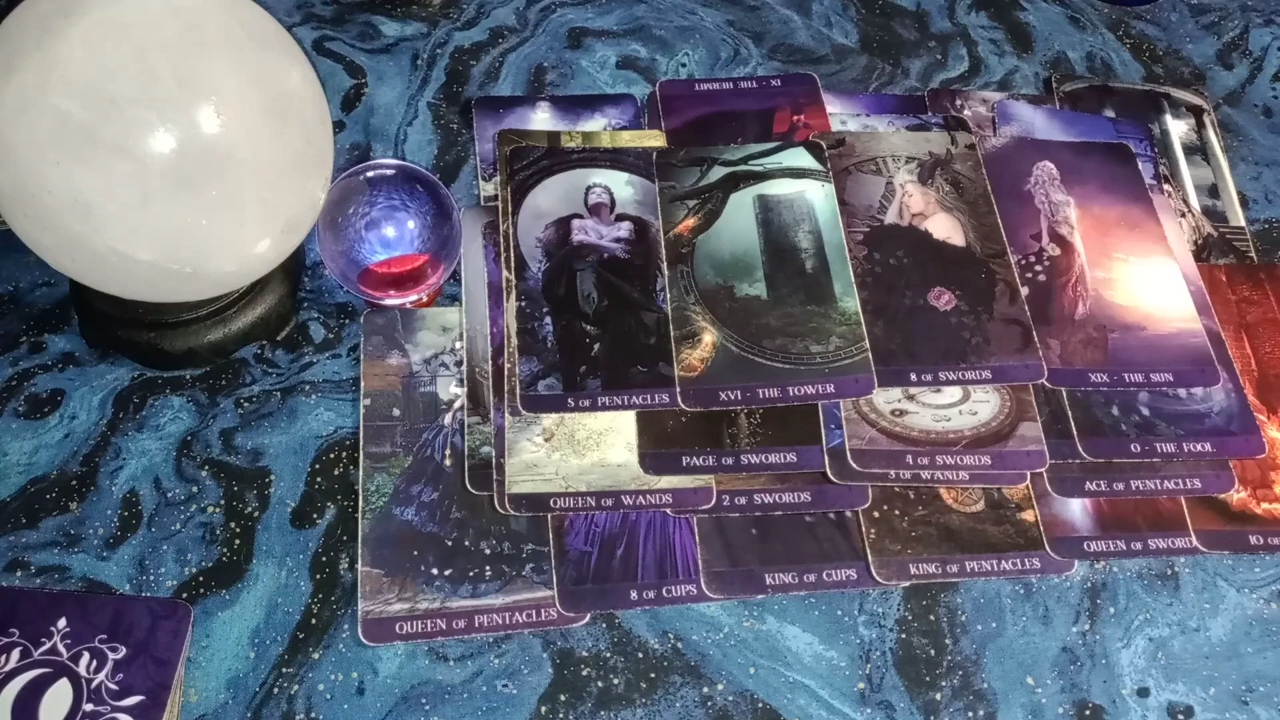 IX - THE HERMIT
5 OF PENTACLES
XVI - THE TOWER
8 OF SWORDS
XIX - THE SUN
0 - THE FOOL
PAGE OF SWORDS
4 OF SWORDS
3 OF WANDS
ACE OF PENTACLES
QUEEN OF WANDS
2 OF SWORDS
QUEEN OF SWORD
10 O
8 OF CUPS
KING OF CUPS
KING OF PENTACLES
QUEEN OF PENTACLES